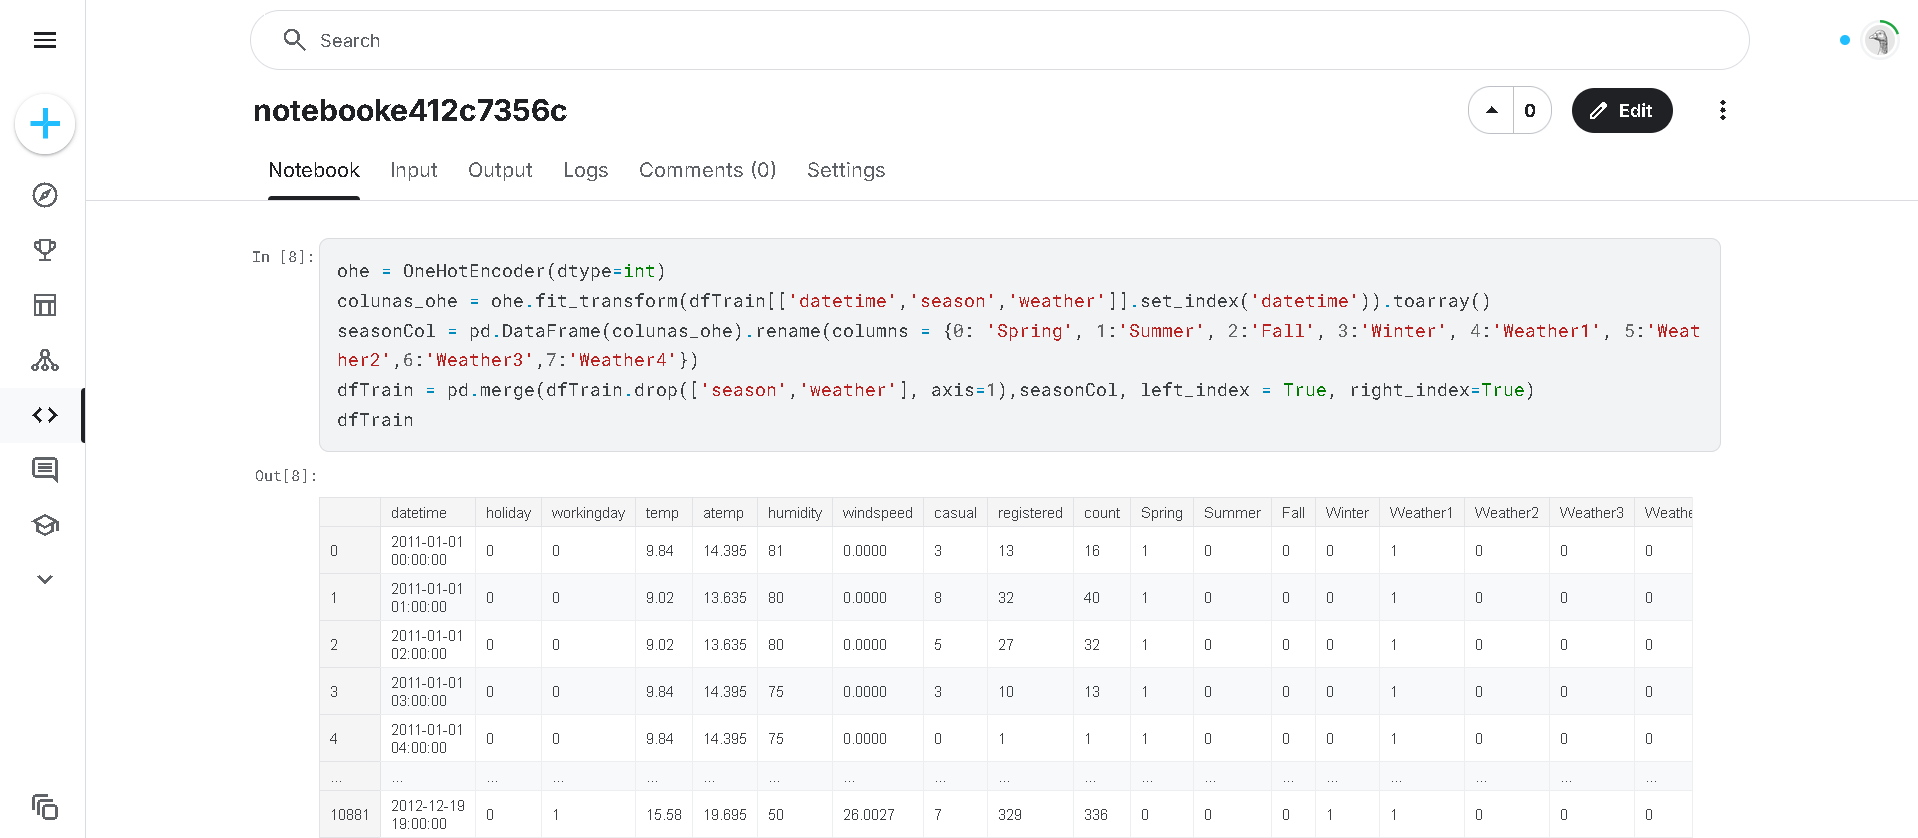 Search
notebooke412c7356c
0
Edit
Notebook Input Output Logs Comments (0) Settings
In [8]:
ohe = OneHotEncoder(dtype=int)
colunas_ohe = ohe.fit_transform(dfTrain[['datetime','season','weather']].set_index('datetime')).toarray()
seasonCol = pd.DataFrame(colunas_ohe).rename(columns = {0: 'Spring', 1:'Summer', 2:'Fall', 3:'Winter', 4:'Weather1', 5:'Weat
her2',6:'Weather3',7:'Weather4'})
dfTrain = pd.merge(dfTrain.drop(['season','weather'], axis=1),seasonCol, left_index = True, right_index=True)
dfTrain
Out[8]:
datetime holiday workingday temp atemp humidity windspeed casual registered count Spring Summer Fall Winter Weather1 Weather2 Weather3 Weathe
0 2011-01-01 00:00:00 0 0 9.84 14.395 81 0.0000 3 13 16 1 0 0 0 1 0 0 0
1 2011-01-01 01:00:00 0 0 9.02 13.635 80 0.0000 8 32 40 1 0 0 0 1 0 0 0
2 2011-01-01 02:00:00 0 0 9.02 13.635 80 0.0000 5 27 32 1 0 0 0 1 0 0 0
3 2011-01-01 03:00:00 0 0 9.84 14.395 75 0.0000 3 10 13 1 0 0 0 1 0 0 0
4 2011-01-01 04:00:00 0 0 9.84 14.395 75 0.0000 0 1 1 1 0 0 0 1 0 0 0
... ... ... ... ... ... ... ... ... ... ... ... ... ... ... ... ... ... ...
10881 2012-12-19 19:00:00 0 1 15.58 19.695 50 26.0027 7 329 336 0 0 0 1 1 0 0 0